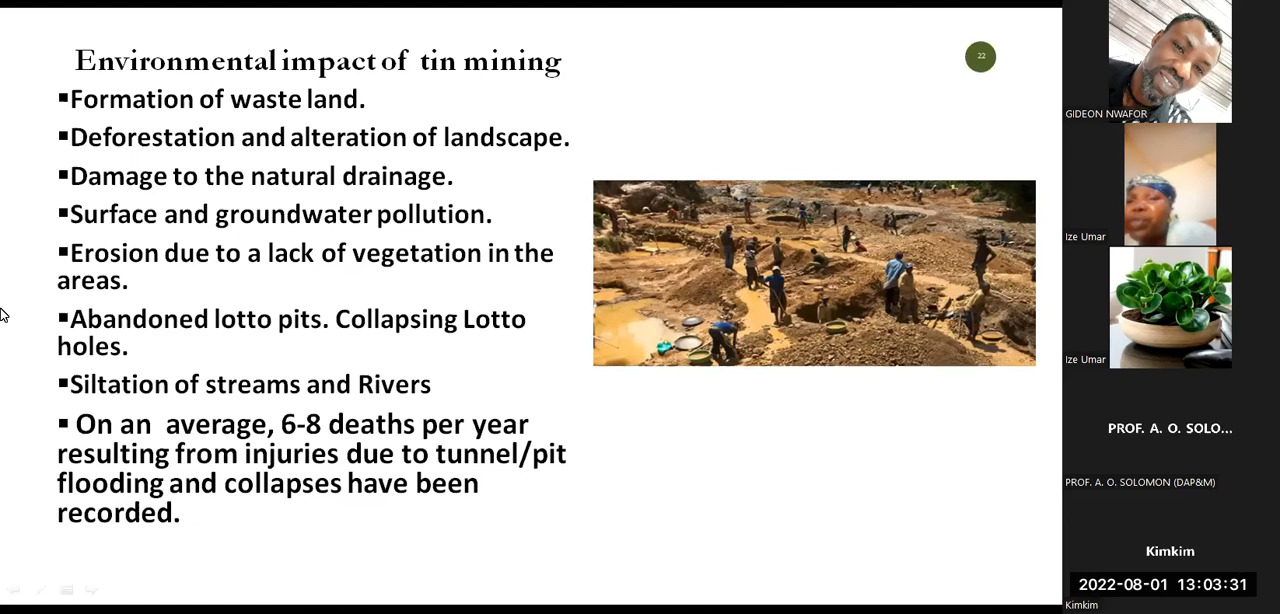 Environmental impact of tin mining
22
▪Formation of waste land.
▪Deforestation and alteration of landscape.
▪Damage to the natural drainage.
▪Surface and groundwater pollution.
▪Erosion due to a lack of vegetation in the
areas.
▪Abandoned lotto pits. Collapsing Lotto
holes.
▪Siltation of streams and Rivers
▪ On an average, 6-8 deaths per year
resulting from injuries due to tunnel/pit
flooding and collapses have been
recorded.
GIDEON NWAFOR
Ize Umar
Ize Umar
PROF. A. O. SOLO...
PROF. A. O. SOLOMON (DAP&M)
Kimkim
2022-08-01 13:03:31
Kimkim